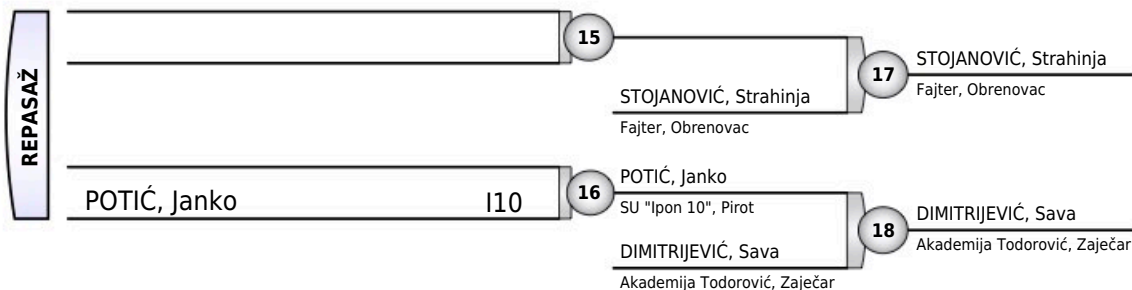 REPASAŽ
15
STOJANOVIĆ, Strahinja
Fajter, Obrenovac
17
STOJANOVIĆ, Strahinja
Fajter, Obrenovac
POTIĆ, Janko I10
16
POTIĆ, Janko
SU "Ipon 10", Pirot
DIMITRIJEVIĆ, Sava
Akademija Todorović, Zaječar
18
DIMITRIJEVIĆ, Sava
Akademija Todorović, Zaječar